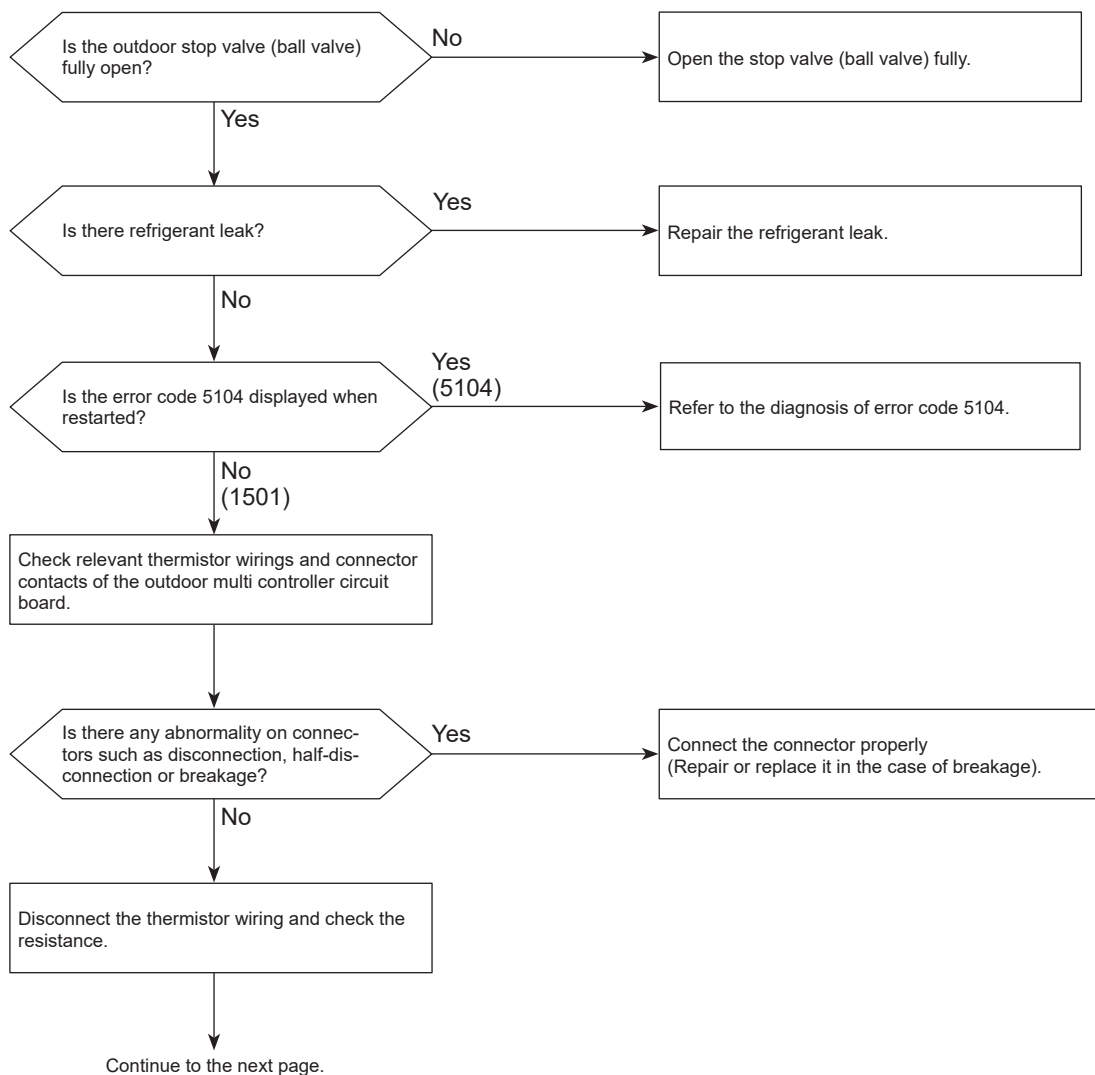 Is the outdoor stop valve (ball valve)
fully open?
No
Open the stop valve (ball valve) fully.
Yes
Is there refrigerant leak?
Yes
Repair the refrigerant leak.
No
Is the error code 5104 displayed when
restarted?
Yes
(5104)
Refer to the diagnosis of error code 5104.
No
(1501)
Check relevant thermistor wirings and connector
contacts of the outdoor multi controller circuit
board.
Is there any abnormality on connec-
tors such as disconnection, half-dis-
connection or breakage?
Yes
Connect the connector properly
(Repair or replace it in the case of breakage).
No
Disconnect the thermistor wiring and check the
resistance.
Continue to the next page.